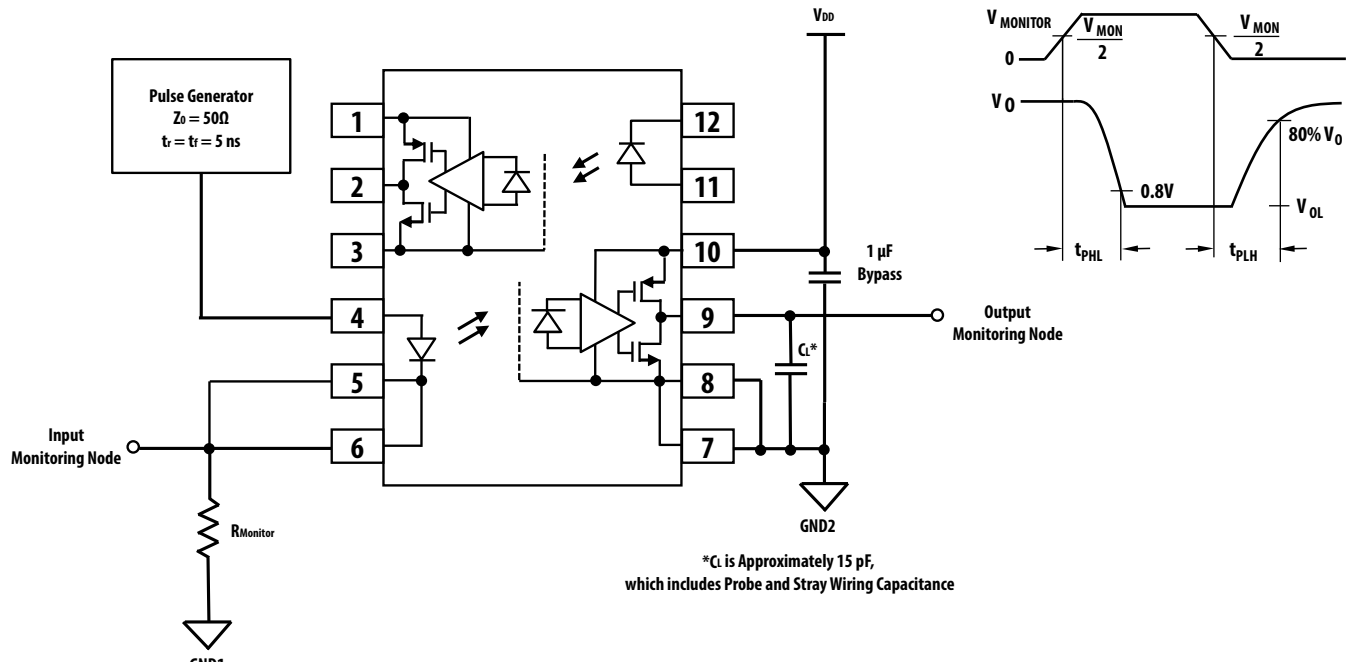 Pulse Generator
Z0 = 50Ω
tr = tf = 5 ns
1
2
3
4
5
6
12
11
10
9
8
7
VDD
1 µF
Bypass
CL*
Output
Monitoring Node
Input
Monitoring Node
RMonitor
GND1
GND2
*CL is Approximately 15 pF,
which includes Probe and Stray Wiring Capacitance
V MONITOR
0
V MON
2
V MON
2
VO
80% VO
0.8V
V OL
tPHL
tPLH